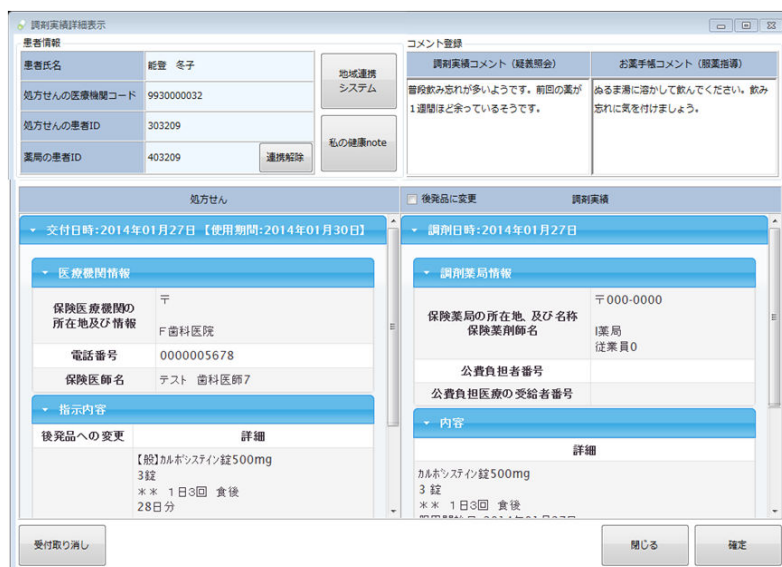 調剤実績詳細表示
患者情報
患者氏名
能登 冬子
処方せんの医療機関コード
9930000032
処方せんの患者ID
303209
薬局の患者ID
403209
連携解除
地域連携
システム
私の健康note
コメント登録
調剤実績コメント（疑義照会）
お薬手帳コメント（服薬指導）
普段飲み忘れが多いようです。前回の薬が
１週間ほど余っているそうです。
ぬるま湯に溶かして飲んでください。飲み
忘れに気を付けましょう。
処方せん
交付日時:2014年01月27日【使用期間:2014年01月30日】
医療機関情報
保険医療機関の
所在地及び情報
〒
F歯科医院
電話番号
0000005678
保険医師名
テスト 歯科医師7
指示内容
後発品への変更
詳細
【般】カルボシステイン錠500mg
3錠
＊＊ 1日3回 食後
28日分
後発品に変更
調剤実績
調剤日時:2014年01月27日
調剤薬局情報
保険薬局の所在地、及び名称
保険薬剤師名
〒000-0000
I薬局
従業員0
公費負担者番号
公費負担医療の受給者番号
内容
詳細
カルボシステイン錠500mg
3 錠
＊＊ 1日3回 食後
受付取り消し
閉じる
確定